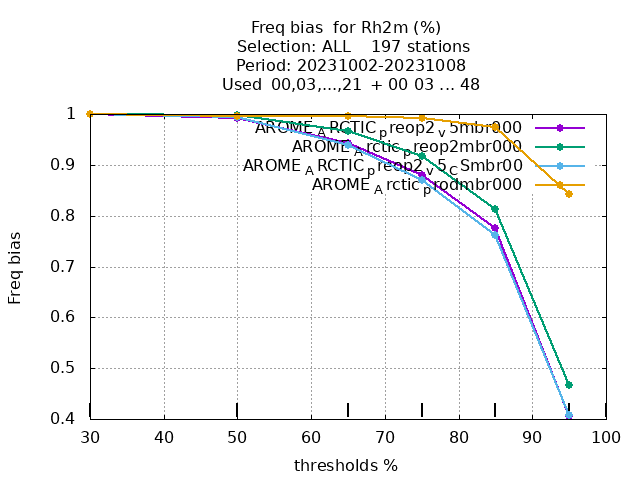 Freq bias  for Rh2m (%)
Selection: ALL    197 stations
Period: 20231002-20231008
Used  00,03,...,21  + 00 03 ... 48
1
AROME_ARCTIC_preop2_v5mbr000
AROME_Arctic_preop2mbr000
0.9
AROME_ARCTIC_preop2_v5_CSmbr00
AROME_Arctic_prodmbr000
0.8
0.7
0.6
0.5
0.4
Freq bias
30 40 50 60 70 80 90 100
thresholds %